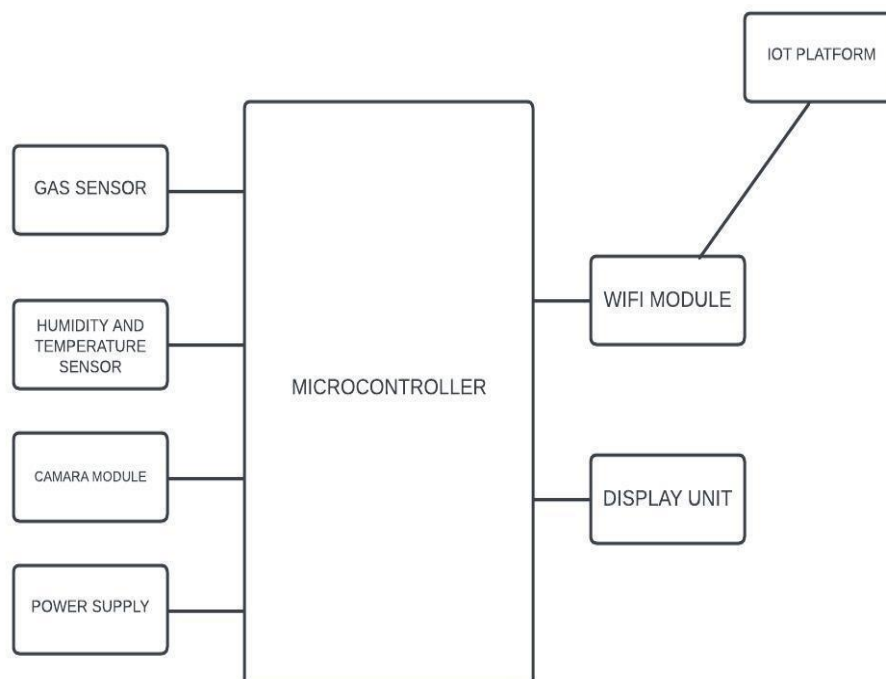 IOT PLATFORM
GAS SENSOR
HUMIDITY AND
TEMPERATURE
SENSOR
CAMARA MODULE
POWER SUPPLY
MICROCONTROLLER
WIFI MODULE
DISPLAY UNIT